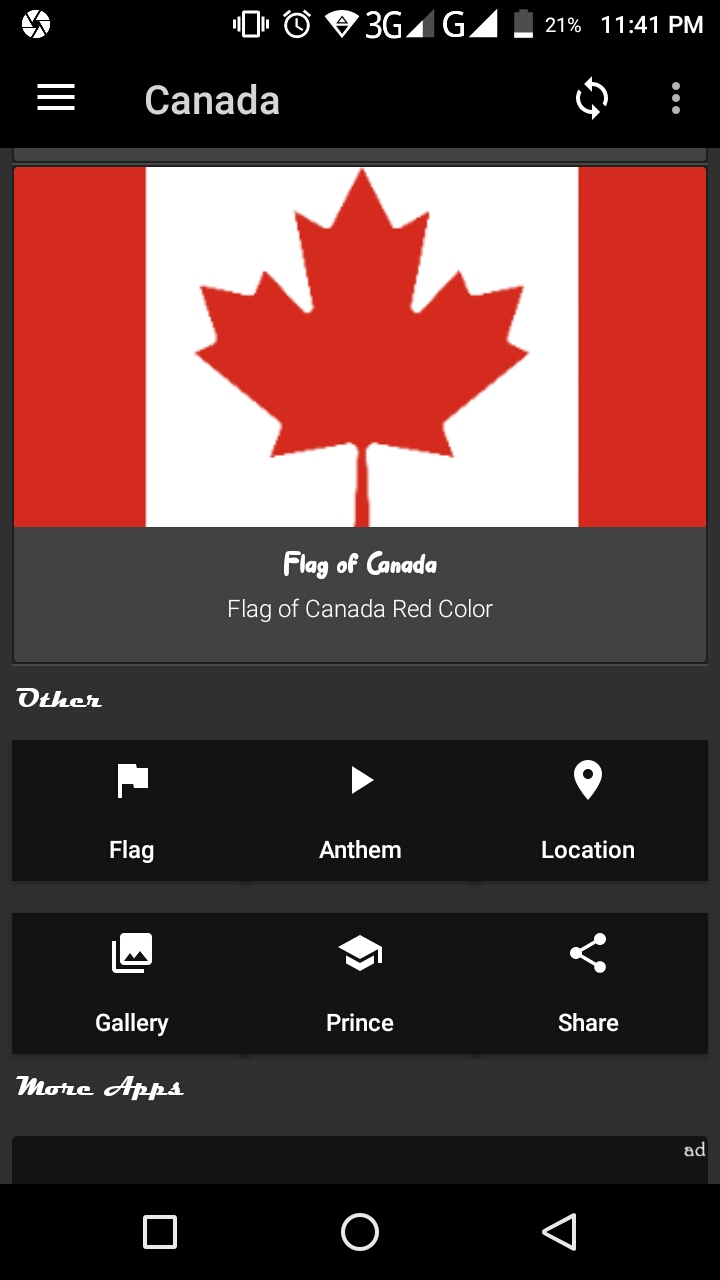 3G G 21% 11:41 PM
Canada
Flag of Canada
Flag of Canada Red Color
Other
Flag Anthem Location
Gallery Prince Share
More Apps
ad